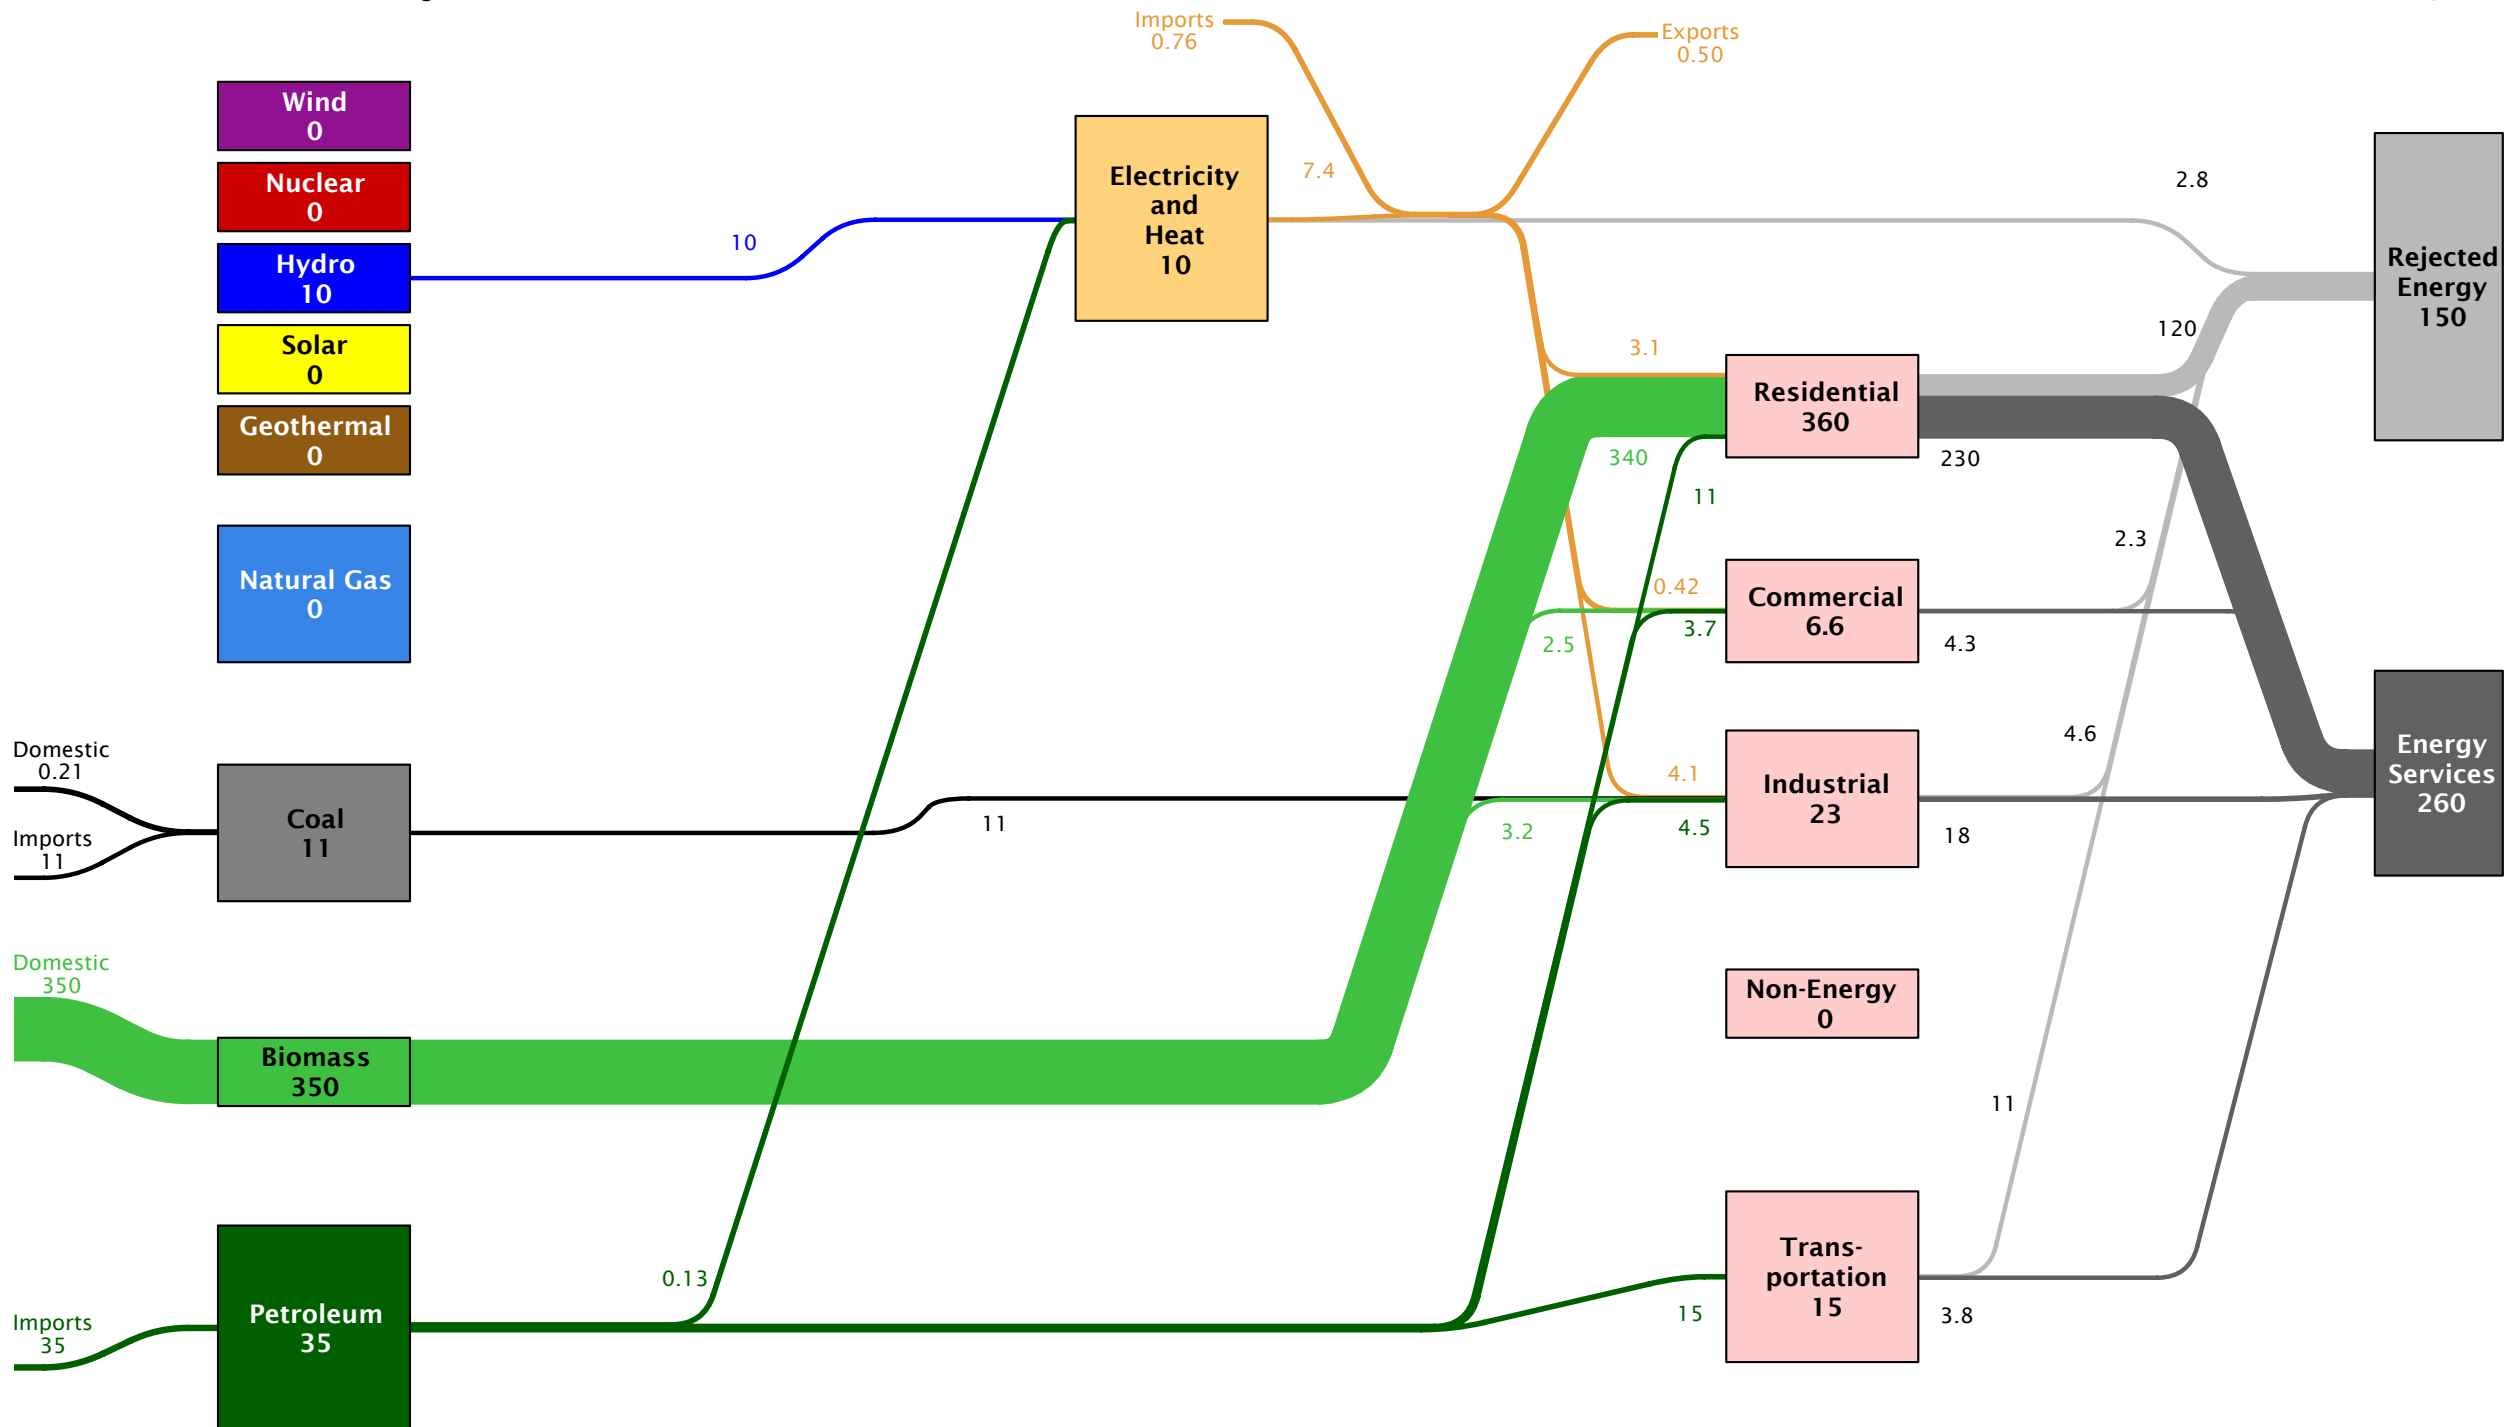 Imports
0.76
Exports
0.50
Wind
0
Nuclear
0
Hydro
10
Solar
0
Geothermal
0
Natural Gas
0
Domestic
0.21
Imports
11
Coal
11
Domestic
350
Biomass
350
Imports
35
Petroleum
35
10
0.13
11
Electricity
and
Heat
10
7.4
3.1
340
11
0.42
2.5
3.7
4.1
3.2
4.5
15
Residential
360
Commercial
6.6
Industrial
23
Non-Energy
0
Trans-
portation
15
2.8
120
230
2.3
4.3
4.6
18
11
3.8
Rejected
Energy
150
Energy
Services
260